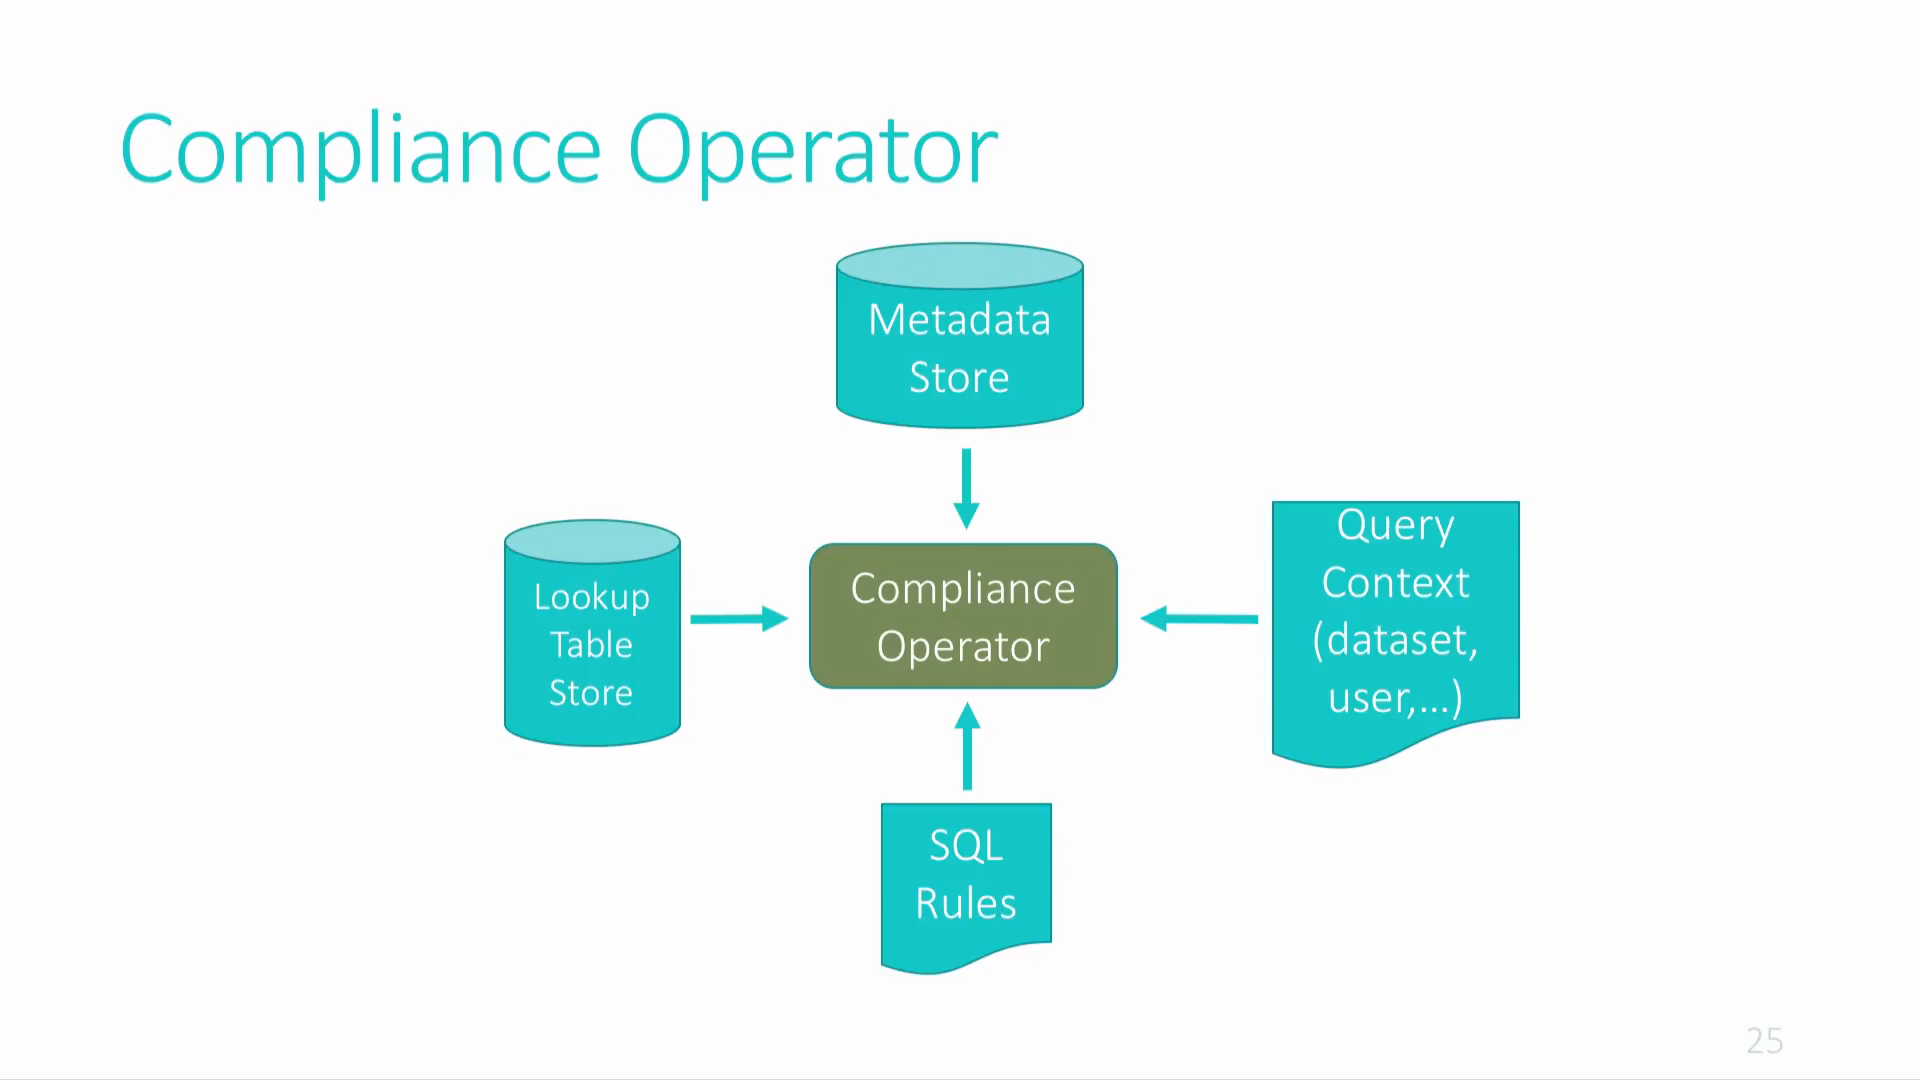 Compliance Operator
Metadata
Store
Lookup
Table
Store
Compliance
Operator
Query
Context
(dataset,
user,...)
SQL
Rules
25